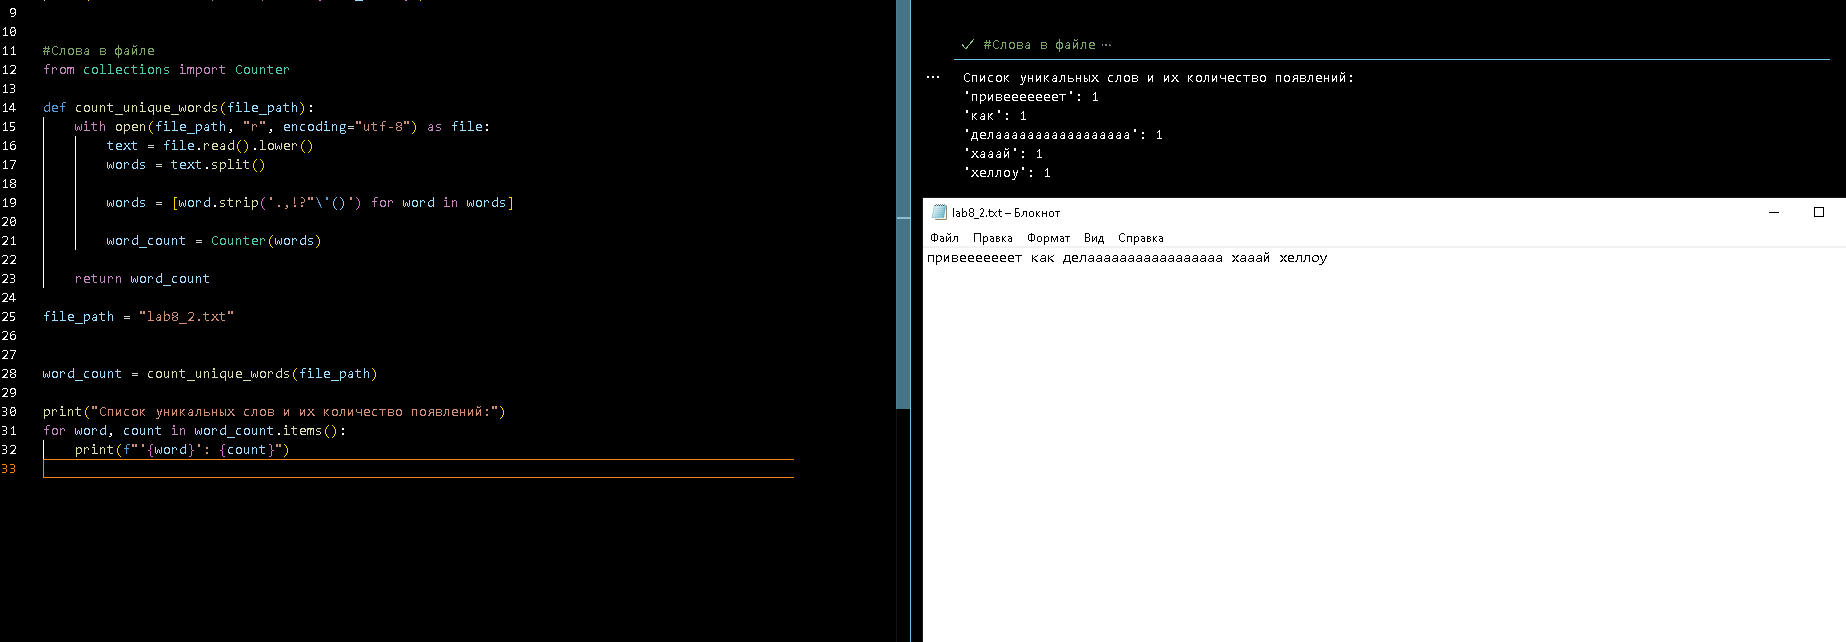 9
10
11 #Слова в файле
12 from collections import Counter
13
14 def count_unique_words(file_path):
15 with open(file_path, "r", encoding="utf-8") as file:
16 text = file.read().lower()
17 words = text.split()
18
19 words = [word.strip('.,!?"\'()') for word in words]
20
21 word_count = Counter(words)
22
23 return word_count
24
25 file_path = "lab8_2.txt"
26
27
28 word_count = count_unique_words(file_path)
29
30 print("Список уникальных слов и их количество появлений:")
31 for word, count in word_count.items():
32 print(f"'{word}': {count}")
33
#Слова в файле ···
··· Список уникальных слов и их количество появлений:
'привеееееееет': 1
'как': 1
'делааааааааааааааааа': 1
'хаaай': 1
'хеллоу': 1
lab8_2.txt – Блокнот
Файл Правка Формат Вид Справка
привеееееееет как делааааааааааааааааа хаaай хеллоу